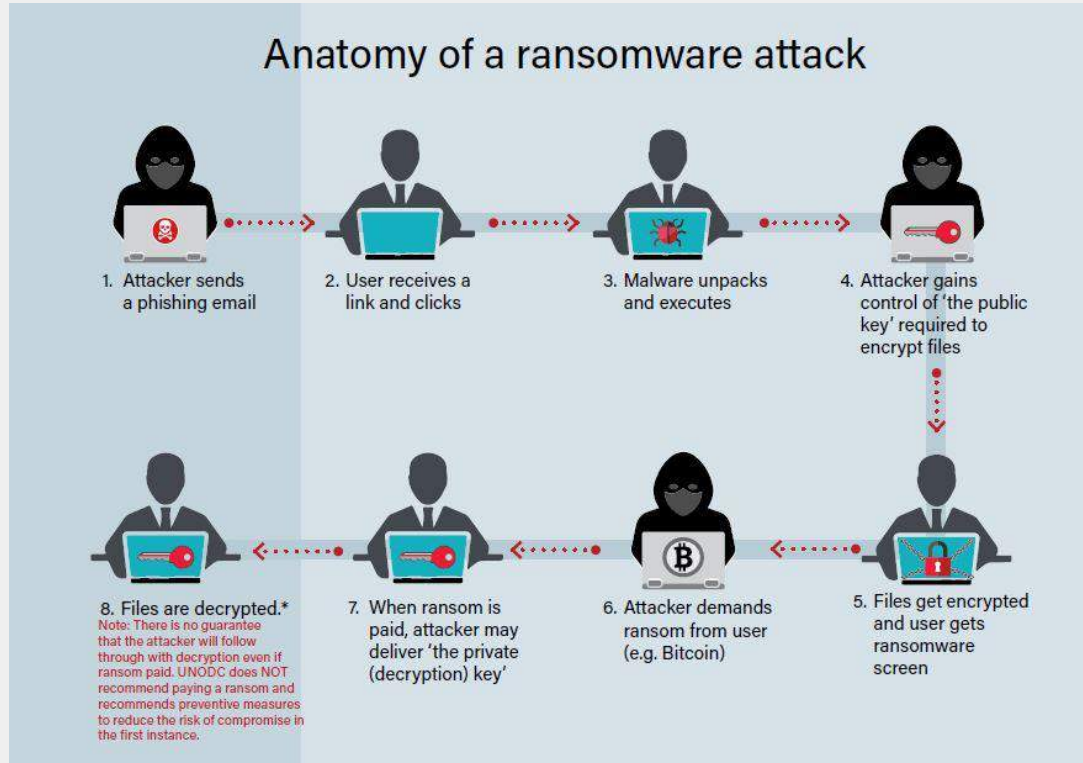 Anatomy of a ransomware attack
1. Attacker sends
a phishing email
2. User receives a
link and clicks
3. Malware unpacks
and executes
4. Attacker gains
control of ‘the public
key’ required to
encrypt files
5. Files get encrypted
and user gets
ransomware
screen
6. Attacker demands
ransom from user
(e.g. Bitcoin)
7. When ransom is
paid, attacker may
deliver ‘the private
(decryption) key’
8. Files are decrypted.*
Note: There is no guarantee
that the attacker will follow
through with decryption even if
ransom paid. UNODC does NOT
recommend paying a ransom and
recommends preventive measures
to reduce the risk of compromise in
the first instance.